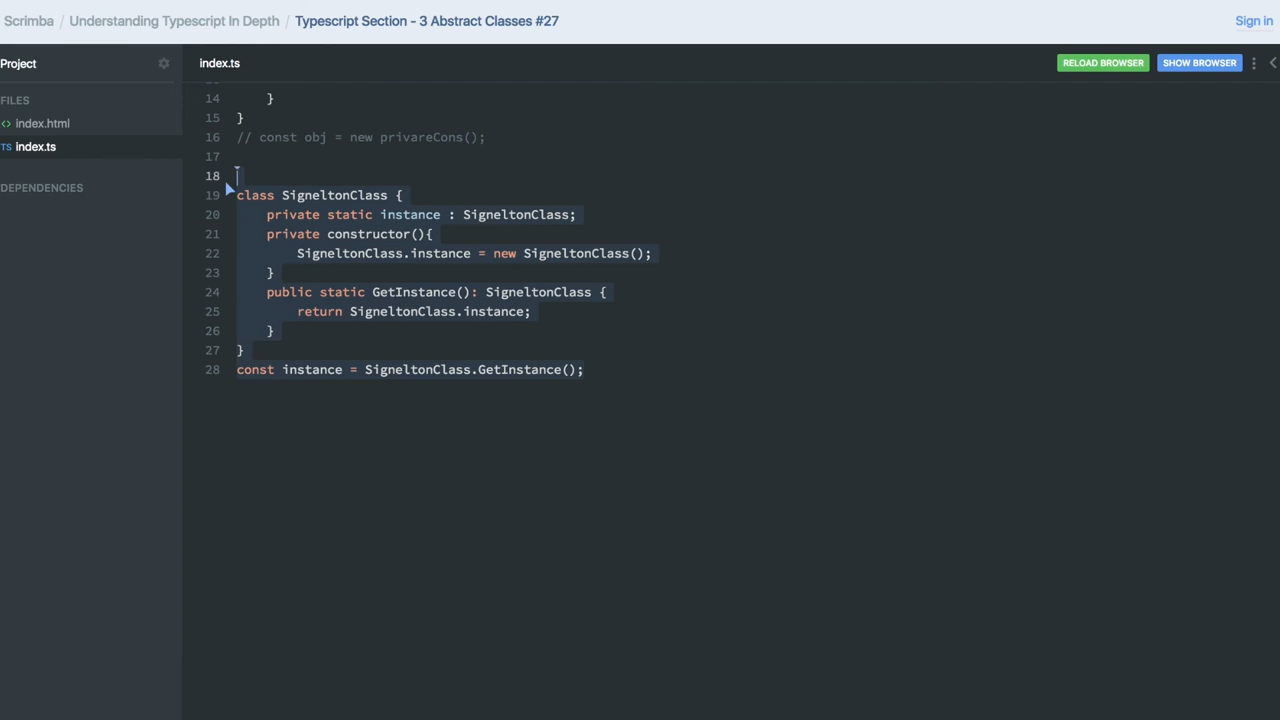 Scrimba / Understanding Typescript In Depth / Typescript Section - 3 Abstract Classes #27
Sign in
Project
index.ts
RELOAD BROWSER
SHOW BROWSER
FILES
<> index.html
TS index.ts
DEPENDENCIES
14 }
15 }
16 // const obj = new privareCons();
17
18
19 class SigneltonClass {
20 private static instance : SigneltonClass;
21 private constructor(){
22 SigneltonClass.instance = new SigneltonClass();
23 }
24 public static GetInstance(): SigneltonClass {
25 return SigneltonClass.instance;
26 }
27 }
28 const instance = SigneltonClass.GetInstance();